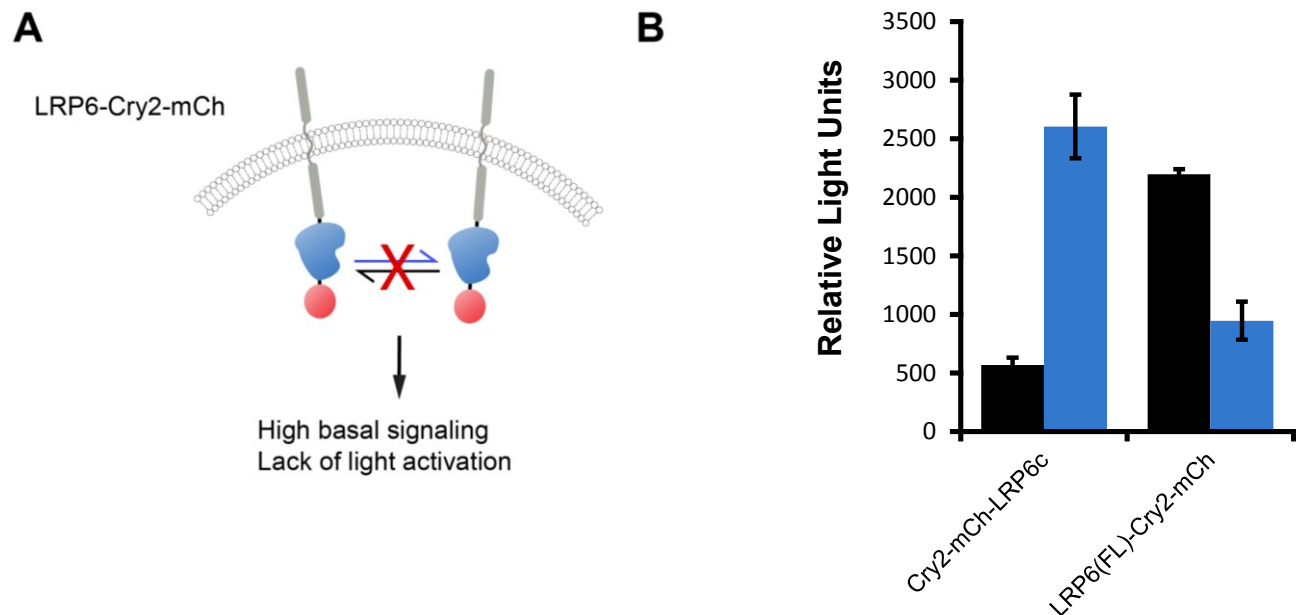 A
LRP6-Cry2-mCh
High basal signaling
Lack of light activation
B
Relative Light Units
3500
3000
2500
2000
1500
1000
500
0
Cry2-mCh-LRP6c
LRP6(FL)-Cry2-mCh